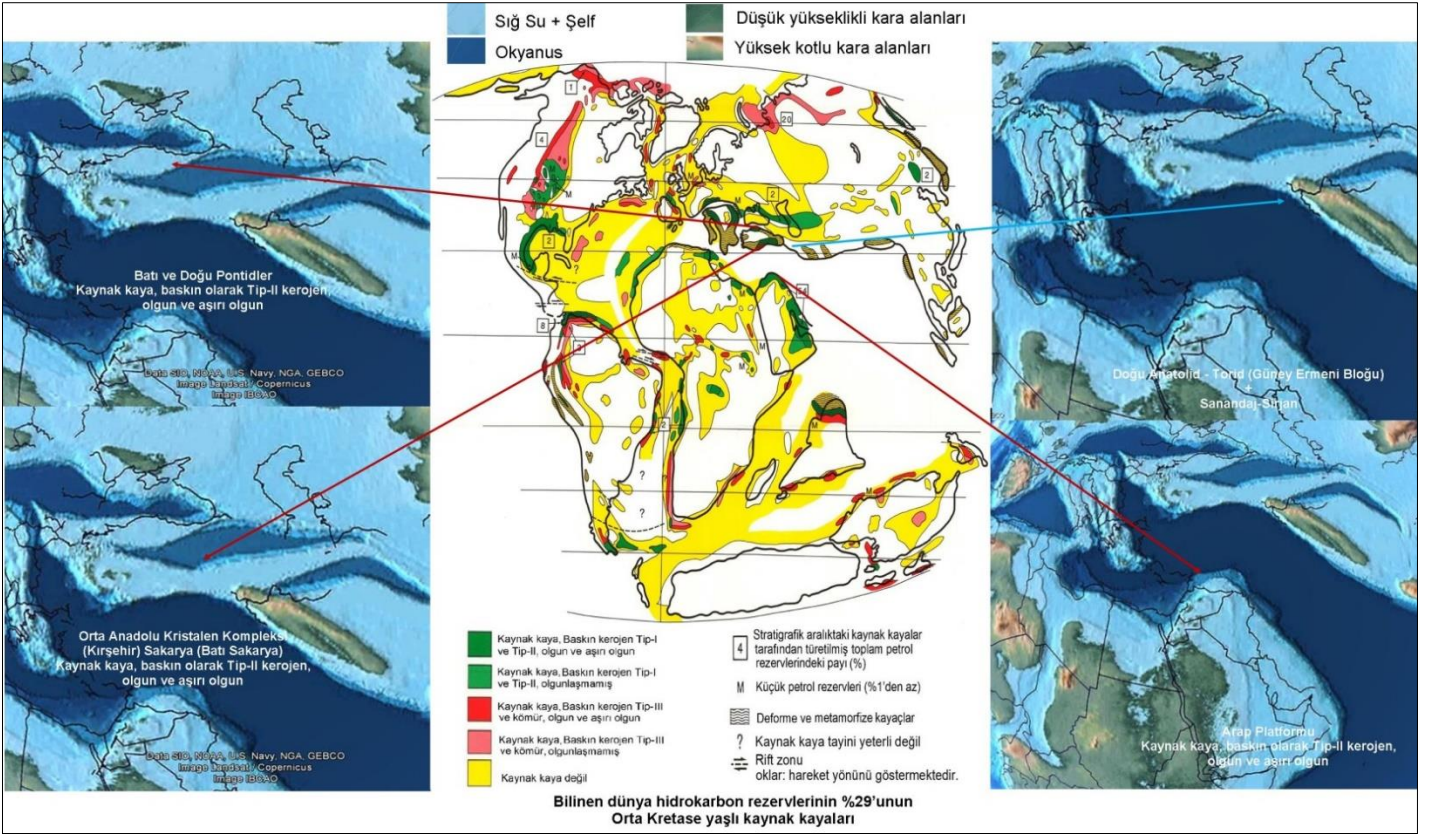 Sığ Su + Şelf
Okyanus
Düşük yükseklikli kara alanları
Yüksek kotlu kara alanları
Batı ve Doğu Pontidler
Kaynak kaya, baskın olarak Tip-II kerojen,
olgun ve aşırı olgun
Data SIO, NOAA, U.S. Navy, NGA, GEBCO
Image Landsat / Copernicus
Image IBCAO
Orta Anadolu Kristalen Kompleksi
(Kırşehir) Sakarya (Batı Sakarya)
Kaynak kaya, baskın olarak Tip-II kerojen,
olgun ve aşırı olgun
Data SIO, NOAA, U.S. Navy, NGA, GEBCO
Image Landsat / Copernicus
Image IBCAO
1
4
20
2
2
2
M
M
M
M
M
M
M
M
?
8
54
2
?
?
Doğu Anatolid - Torid (Güney Ermeni Bloğu)
+
Sanandaj-Sirjan
Arap Platformu
Kaynak kaya, baskın olarak Tip-II kerojen,
olgun ve aşırı olgun
Kaynak kaya, Baskın kerojen Tip-I
ve Tip-II, olgun ve aşırı olgun
Kaynak kaya, Baskın kerojen Tip-I
ve Tip-II, olgunlaşmamış
Kaynak kaya, Baskın kerojen Tip-III
ve kömür, olgun ve aşırı olgun
Kaynak kaya, Baskın kerojen Tip-III
ve kömür, olgunlaşmamış
Kaynak kaya değil
4 Stratigrafik aralıktaki kaynak kayalar
tarafından türetilmiş toplam petrol
rezervlerindeki payı (%)
M Küçük petrol rezervleri (%1'den az)
Deforme ve metamorfize kayaçlar
? Kaynak kaya tayini yeterli değil
Rift zonu
oklar: hareket yönünü göstermektedir.
Bilinen dünya hidrokarbon rezervlerinin %29'unun
Orta Kretase yaşlı kaynak kayaları